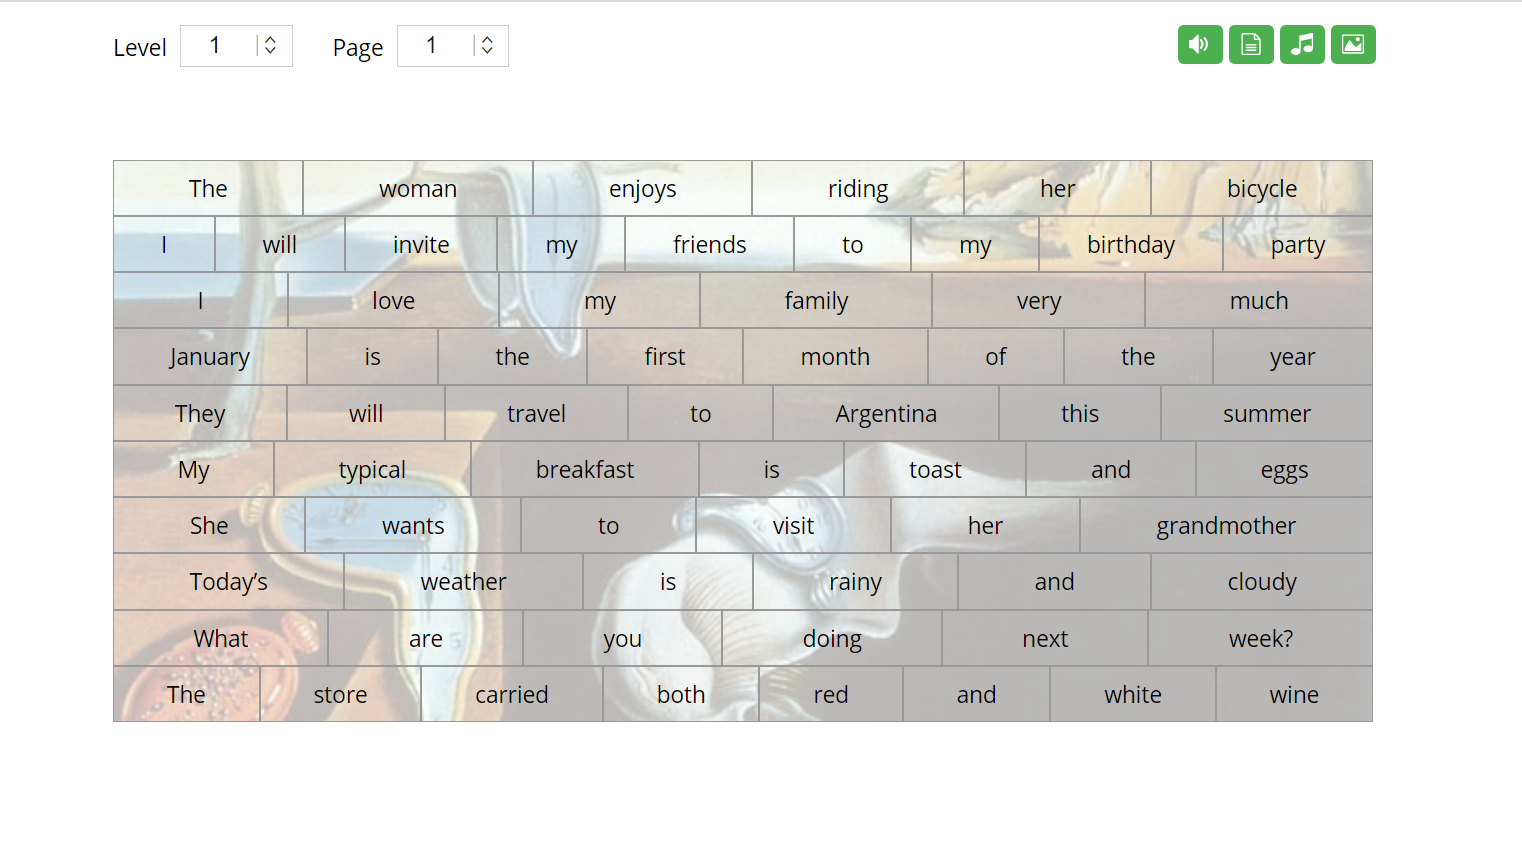 Level 1 Page 1
The woman enjoys riding her bicycle
I will invite my friends to my birthday party
I love my family very much
January is the first month of the year
They will travel to Argentina this summer
My typical breakfast is toast and eggs
She wants to visit her grandmother
Today’s weather is rainy and cloudy
What are you doing next week?
The store carried both red and white wine